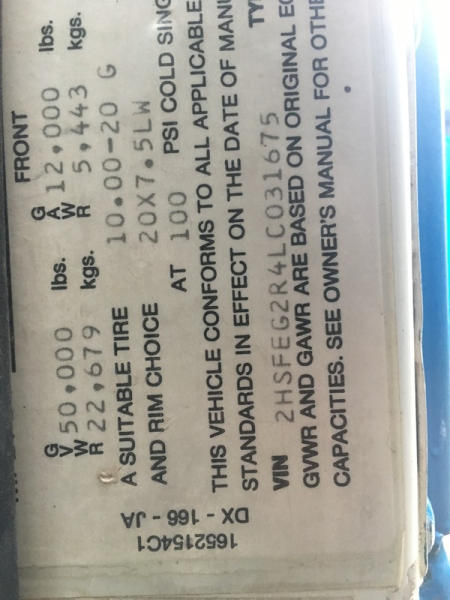 FRONT
GVWR 50,000 lbs. GAWR 12,000 lbs.
22,679 kgs. 5,443 kgs.
A SUITABLE TIRE 10.00-20 G
AND RIM CHOICE 20X7.5LW
AT 100 PSI COLD SING
THIS VEHICLE CONFORMS TO ALL APPLICABLE
STANDARDS IN EFFECT ON THE DATE OF MANU
VIN 2HSFEG2R4LC031675 TY
GVWR AND GAWR ARE BASED ON ORIGINAL EQ
CAPACITIES. SEE OWNER'S MANUAL FOR OTHE
DX - 166 - JA
1652154C1